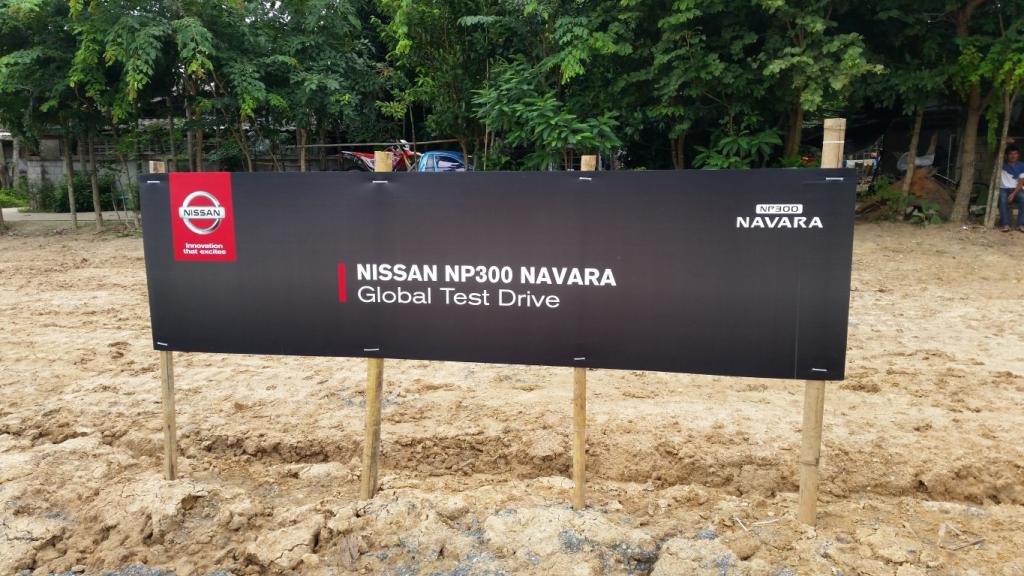 NISSAN
Innovation
that excites
NP300
NAVARA
NISSAN NP300 NAVARA
Global Test Drive